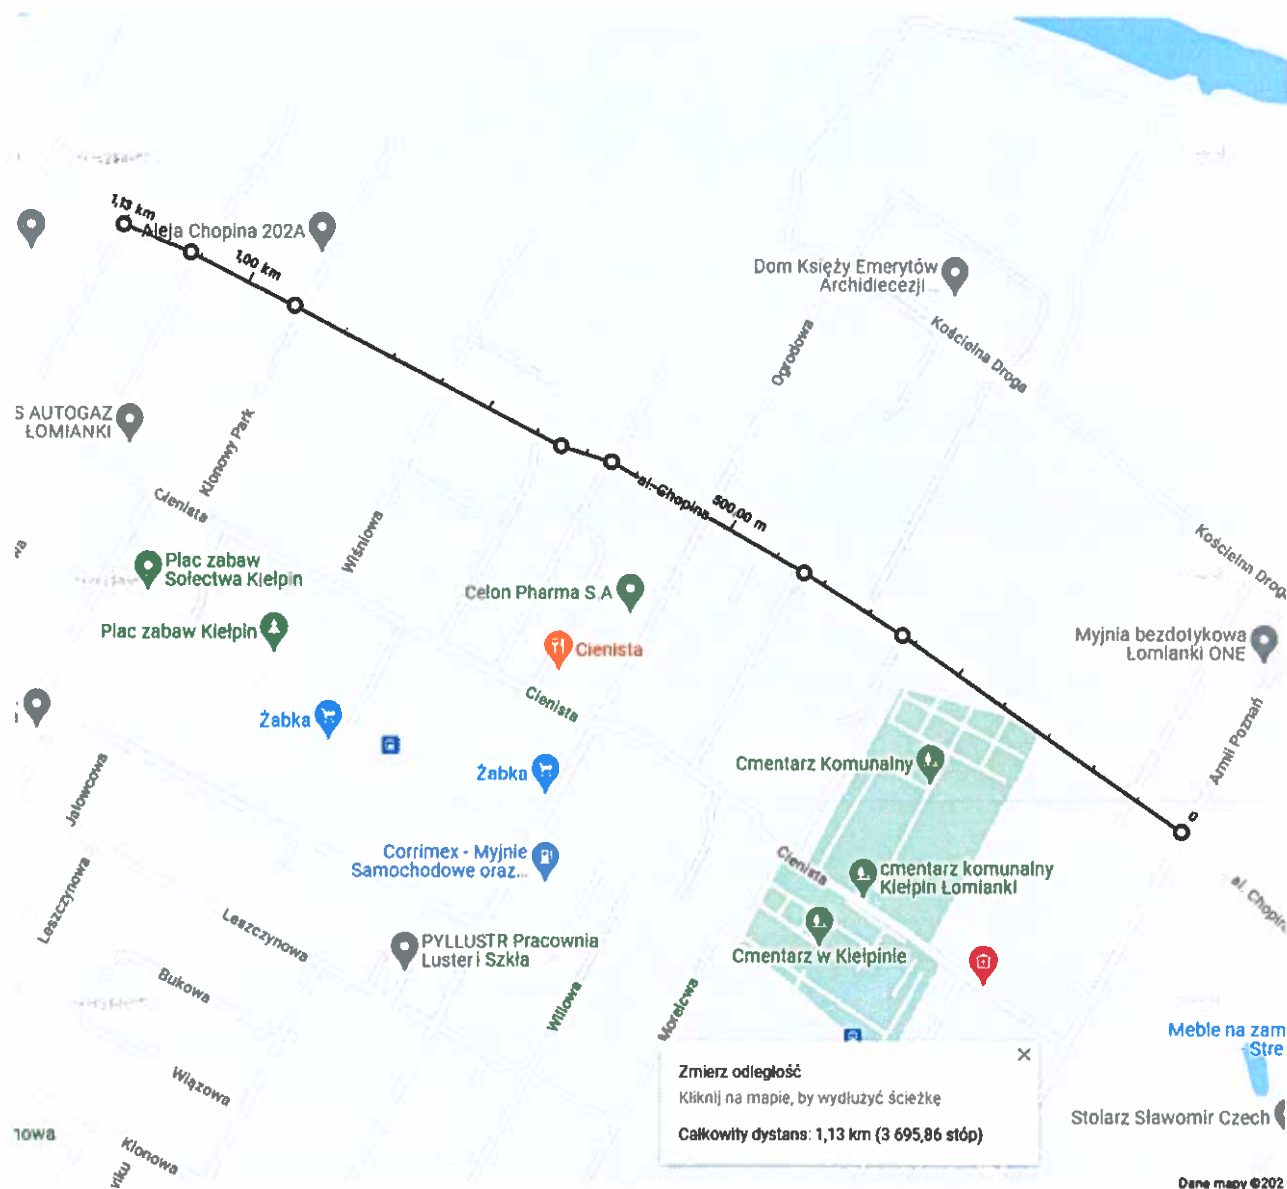 1,13 km
Aleja Chopina 202A
1,00 km
Dom Księży Emerytów
Archidiecezji...
Kościelna Droga
Ogrodowa
S AUTOGAZ
ŁOMIANKI
Klonowy Park
Cienista
Wiśniowa
al. Chopina
500,00 m
Kościelna Droga
Plac zabaw
Sołectwa Kiełpin
Celon Pharma S.A
Plac zabaw Kiełpin
Cienista
Myjnia bezdotykowa
Łomianki ONE
Cienista
Żabka
Armii Poznań
Żabka
Cmentarz Komunalny
Jałowcowa
0
Corrimex - Myjnie
Samochodowe oraz...
Cienista
cmentarz komunalny
Kiełpin Łomianki
al. Chopina
Leszczynowa
Leszczynowa
PYLLUSTR Pracownia
Luster i Szkła
Cmentarz w Kiełpinie
Bukowa
Willowa
Morelowa
Meble na zam
Stre
Zmierz odległość
Kliknij na mapie, by wydłużyć ścieżkę
Całkowity dystans: 1,13 km (3 695,86 stóp)
Wiązowa
Stolarz Sławomir Czech
nowa
Klonowa
Dane mapy ©202